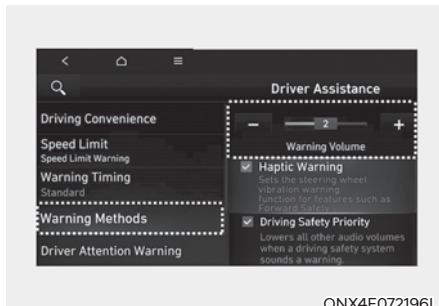 Driver Assistance
Driving Convenience
Speed Limit
Speed Limit Warning
Warning Timing
Standard
Warning Methods
Driver Attention Warning
− 2 +
Warning Volume
Haptic Warning
Sets the steering wheel
vibration warning
function for features such as
Forward Safety
Driving Safety Priority
Lowers all other audio volumes
when a driving safety system
sounds a warning.
ONX4E072196L